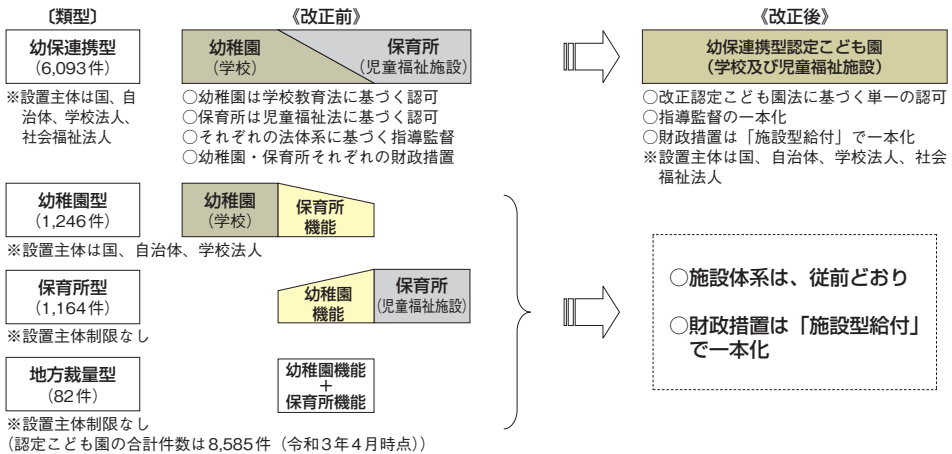 〔類型〕
《改正前》
《改正後》
幼保連携型
(6,093件)
※設置主体は国、自
治体、学校法人、
社会福祉法人
幼稚園
(学校)
保育所
(児童福祉施設)
○幼稚園は学校教育法に基づく認可
○保育所は児童福祉法に基づく認可
○それぞれの法体系に基づく指導監督
○幼稚園・保育所それぞれの財政措置
幼保連携型認定こども園
(学校及び児童福祉施設)
○改正認定こども園法に基づく単一の認可
○指導監督の一本化
○財政措置は「施設型給付」で一本化
※設置主体は国、自治体、学校法人、社会
福祉法人
幼稚園型
(1,246件)
※設置主体は国、自治体、学校法人
幼稚園
(学校)
保育所
機能
保育所型
(1,164件)
※設置主体制限なし
幼稚園
機能
保育所
(児童福祉施設)
地方裁量型
(82件)
※設置主体制限なし
幼稚園機能
+
保育所機能
○施設体系は、従前どおり
○財政措置は「施設型給付」
で一本化
(認定こども園の合計件数は8,585件(令和3年4月時点))